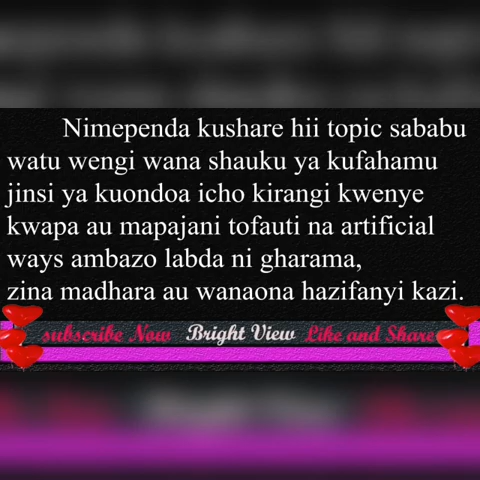 Nimependa kushare hii topic sababu
watu wengi wana shauku ya kufahamu
jinsi ya kuondoa icho kirangi kwenye
kwapa au mapajani tofauti na artificial
ways ambazo labda ni gharama,
zina madhara au wanaona hazifanyi kazi.
subscribe Now Bright View Like and Share